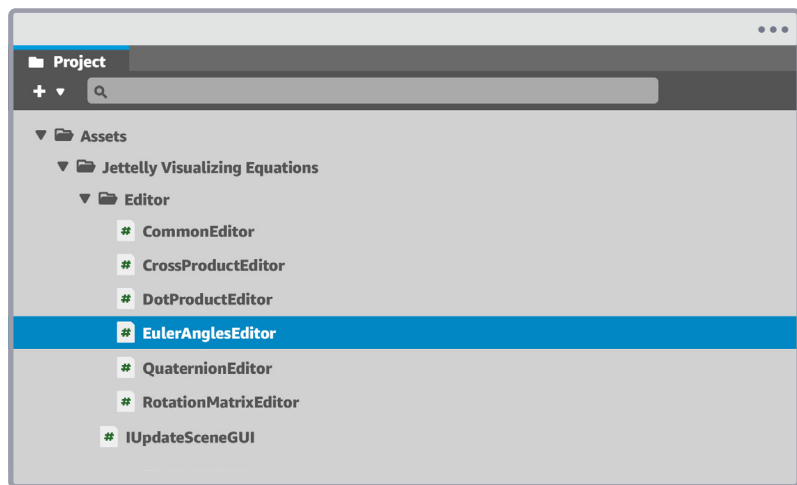 Project
Assets
Jettelly Visualizing Equations
Editor
# CommonEditor
# CrossProductEditor
# DotProductEditor
# EulerAnglesEditor
# QuaternionEditor
# RotationMatrixEditor
# IUpdateSceneGUI